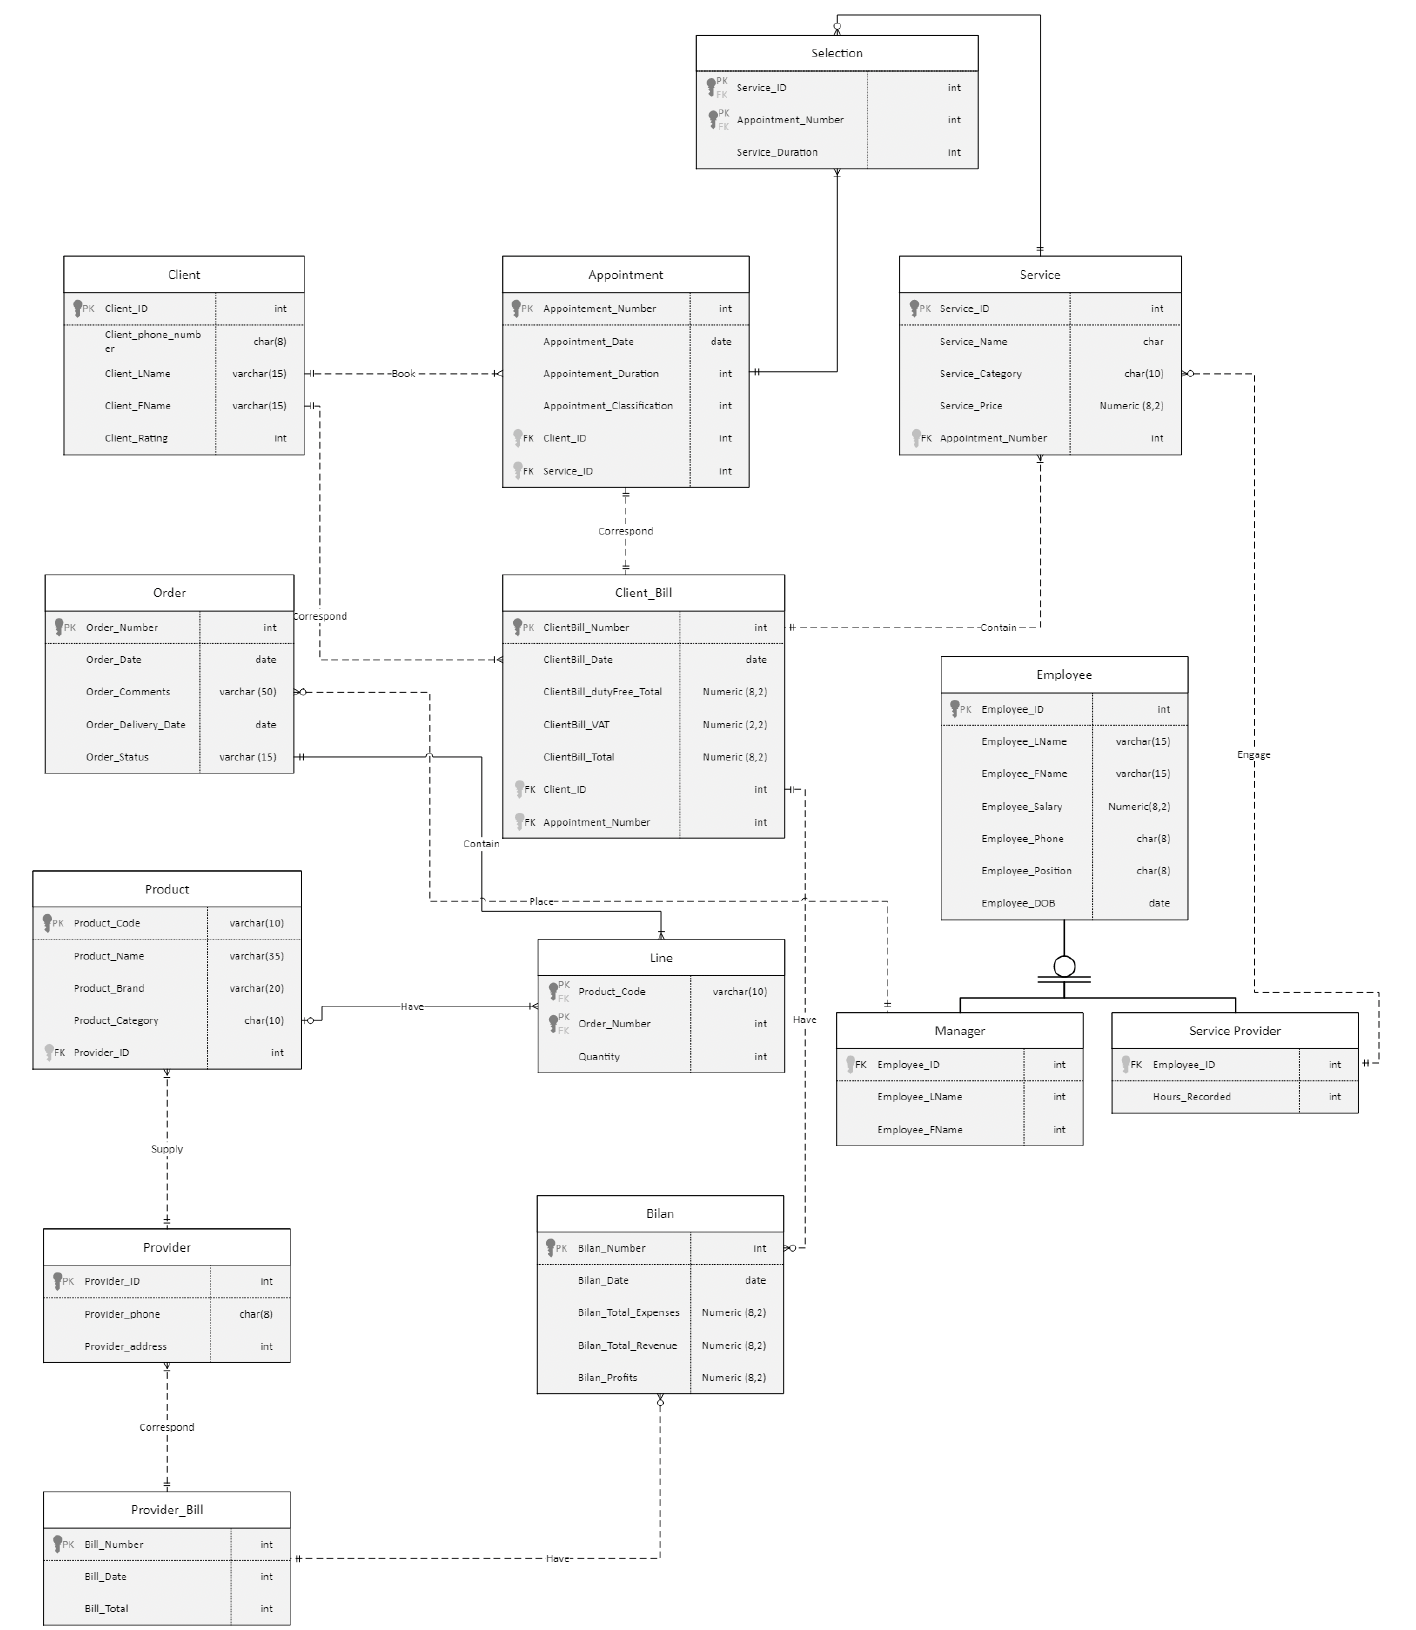 Selection
PK
FK Service_ID int
PK
FK Appointment_Number int
Service_Duration int
Client
PK Client_ID int
Client_phone_numb
er char(8)
Client_LName varchar(15)
Client_FName varchar(15)
Client_Rating int
Book
Appointment
PK Appointement_Number int
Appointment_Date date
Appointement_Duration int
Appointment_Classification int
FK Client_ID int
FK Service_ID int
Service
PK Service_ID int
Service_Name char
Service_Category char(10)
Service_Price Numeric (8,2)
FK Appointment_Number int
Correspond
Order
PK Order_Number int
Order_Date date
Order_Comments varchar (50)
Order_Delivery_Date date
Order_Status varchar (15)
Correspond
Client_Bill
PK ClientBill_Number int
ClientBill_Date date
ClientBill_dutyFree_Total Numeric (8,2)
ClientBill_VAT Numeric (2,2)
ClientBill_Total Numeric (8,2)
FK Client_ID int
FK Appointment_Number int
Contain
Employee
PK Employee_ID int
Employee_LName varchar(15)
Employee_FName varchar(15)
Employee_Salary Numeric(8,2)
Employee_Phone char(8)
Employee_Position char(8)
Employee_DOB date
Engage
Contain
Place
Product
PK Product_Code varchar(10)
Product_Name varchar(35)
Product_Brand varchar(20)
Product_Category char(10)
FK Provider_ID int
Have
Line
PK
FK Product_Code varchar(10)
PK
FK Order_Number int
Quantity int
Have
Manager
FK Employee_ID int
Employee_LName int
Employee_FName int
Service Provider
FK Employee_ID int
Hours_Recorded int
Supply
Provider
PK Provider_ID int
Provider_phone char(8)
Provider_address int
Bilan
PK Bilan_Number int
Bilan_Date date
Bilan_Total_Expenses Numeric (8,2)
Bilan_Total_Revenue Numeric (8,2)
Bilan_Profits Numeric (8,2)
Correspond
Provider_Bill
PK Bill_Number int
Bill_Date int
Bill_Total int
Have